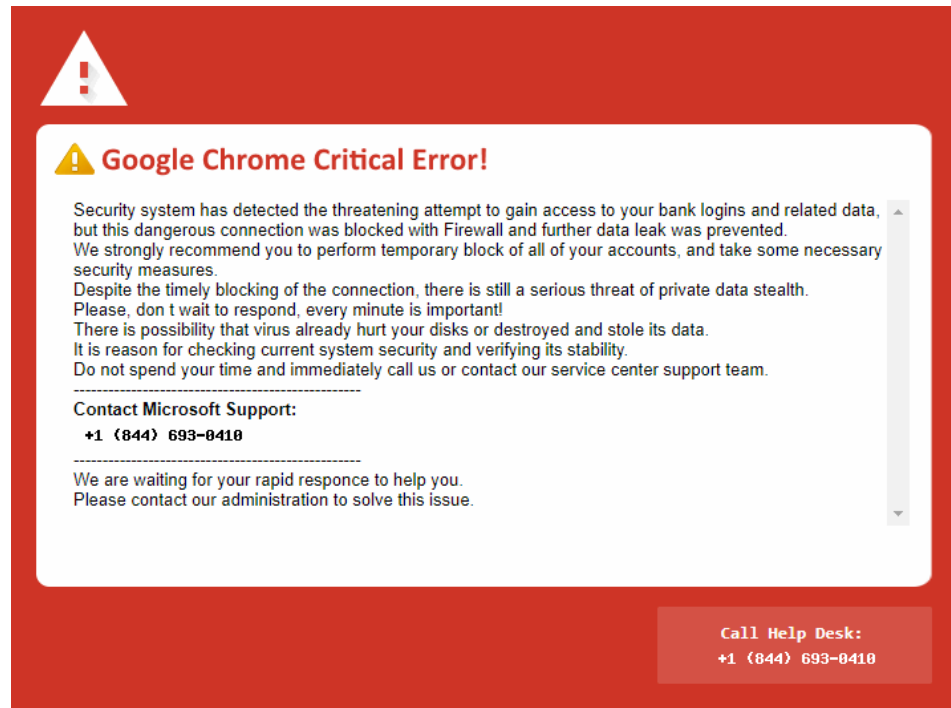 Google Chrome Critical Error!
Security system has detected the threatening attempt to gain access to your bank logins and related data,
but this dangerous connection was blocked with Firewall and further data leak was prevented.
We strongly recommend you to perform temporary block of all of your accounts, and take some necessary
security measures.
Despite the timely blocking of the connection, there is still a serious threat of private data stealth.
Please, don t wait to respond, every minute is important!
There is possibility that virus already hurt your disks or destroyed and stole its data.
It is reason for checking current system security and verifying its stability.
Do not spend your time and immediately call us or contact our service center support team.
--------------------------------------------------
Contact Microsoft Support:
+1 (844) 693-0410
--------------------------------------------------
We are waiting for your rapid responce to help you.
Please contact our administration to solve this issue.
Call Help Desk:
+1 (844) 693-0410